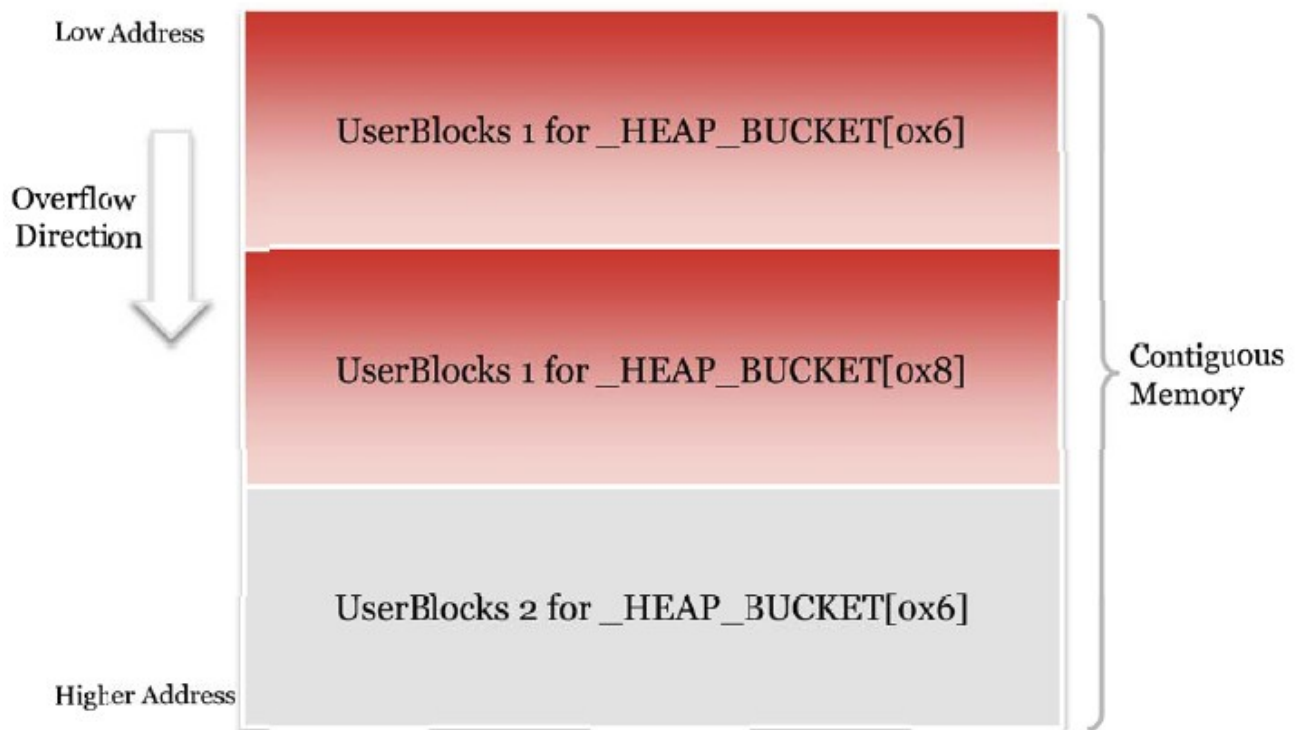 Low Address
UserBlocks 1 for _HEAP_BUCKET[0x6]
Overflow
Direction
UserBlocks 1 for _HEAP_BUCKET[0x8]
Contiguous
Memory
UserBlocks 2 for _HEAP_BUCKET[0x6]
Higher Address